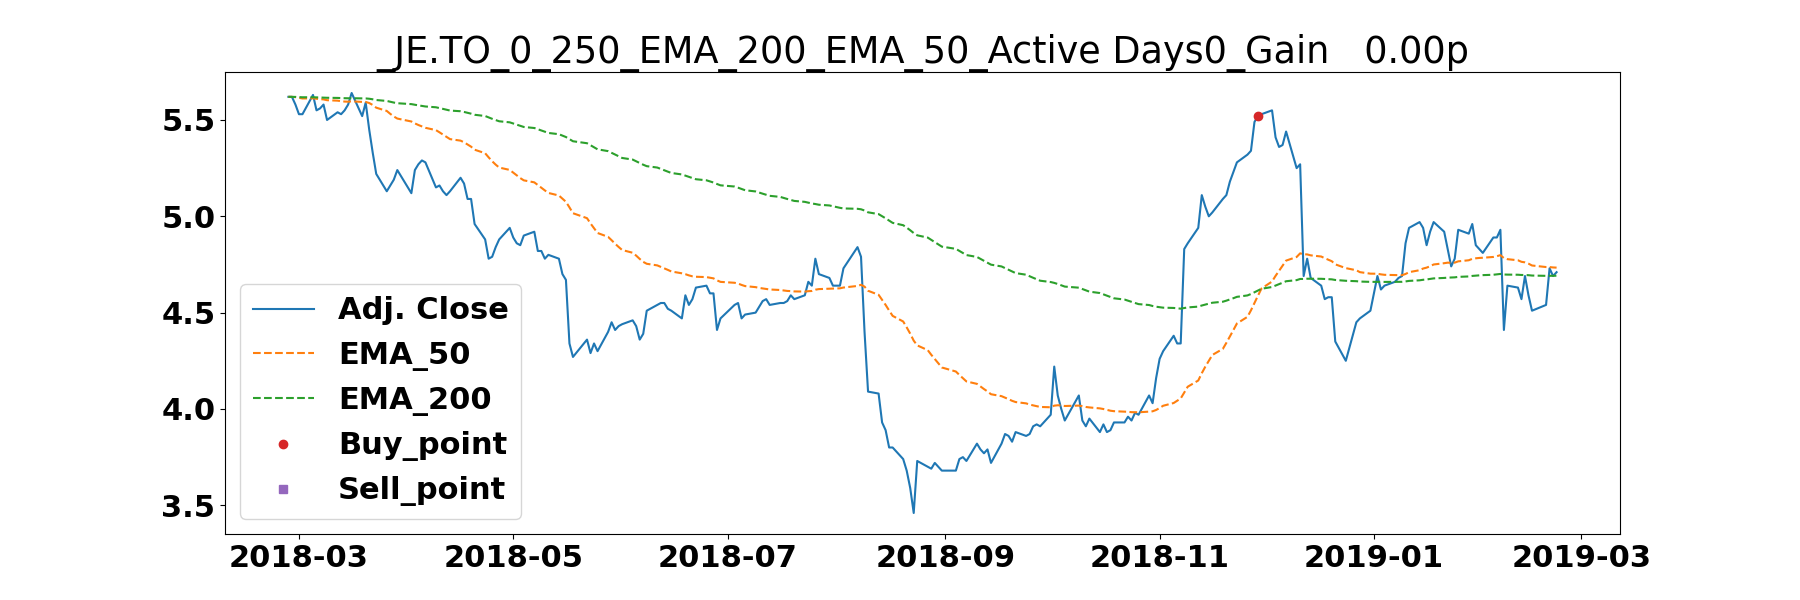 _JE.TO_0_250_EMA_200_EMA_50_Active Days0_Gain   0.00p
5.5
5.0
4.5
4.0
3.5
Adj. Close
EMA_50
EMA_200
Buy_point
Sell_point
2018-03 2018-05 2018-07 2018-09 2018-11 2019-01 2019-03